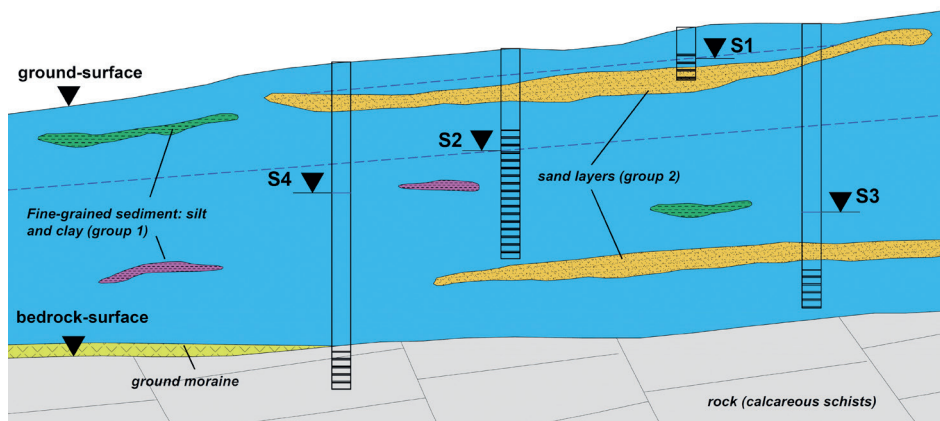 S1
ground-surface
S2
sand layers (group 2)
S4
S3
Fine-grained sediment: silt
and clay (group 1)
bedrock-surface
ground moraine
rock (calcareous schists)